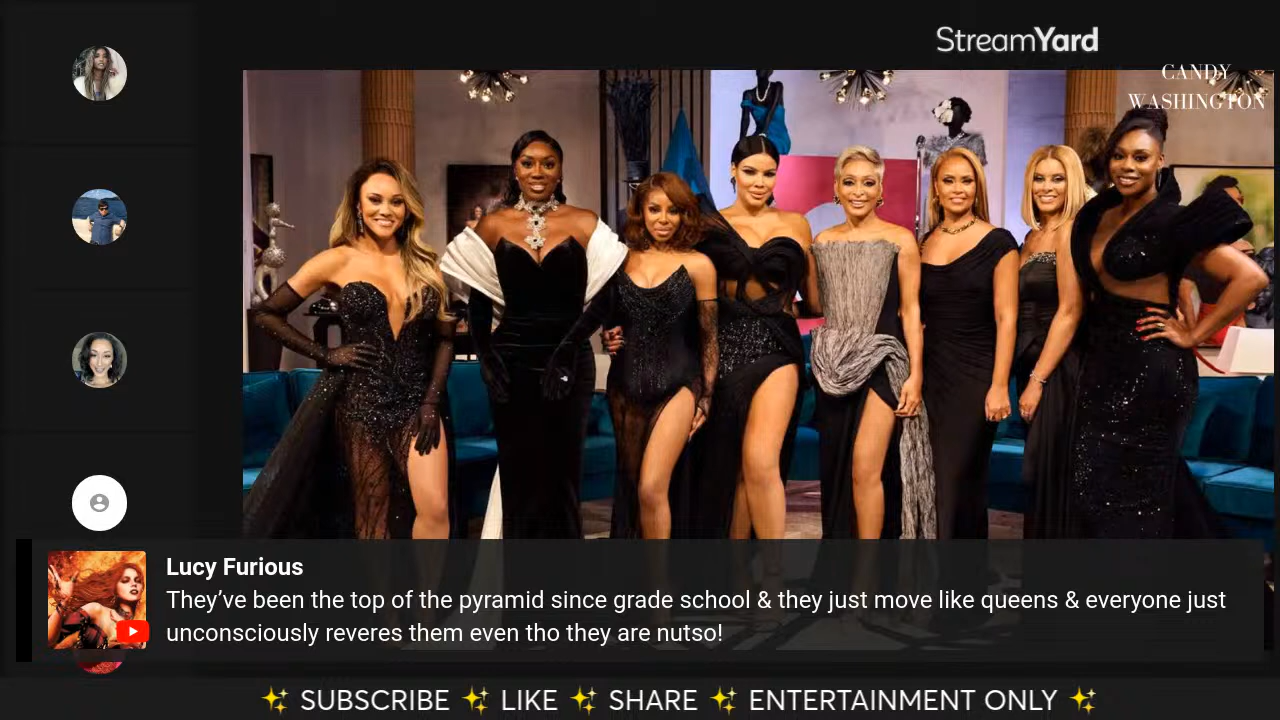 StreamYard
CANDY
WASHINGTON
Lucy Furious
They’ve been the top of the pyramid since grade school & they just move like queens & everyone just
unconsciously reveres them even tho they are nutso!
✨ SUBSCRIBE ✨ LIKE ✨ SHARE ✨ ENTERTAINMENT ONLY ✨